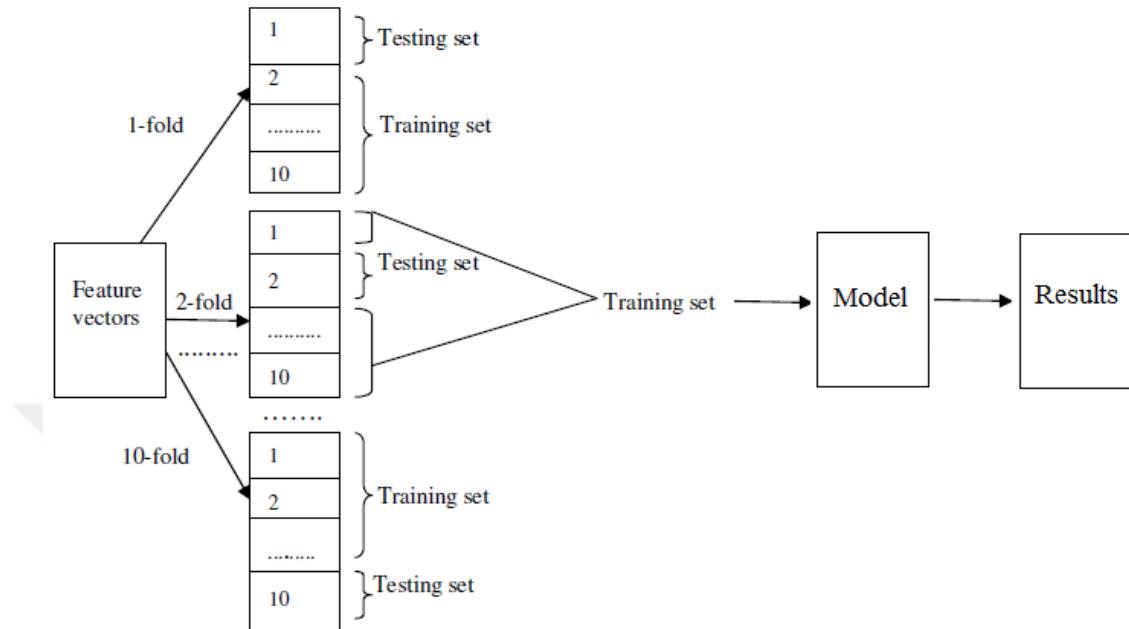 1
2
..........
10
Testing set
Training set
1-fold
Feature
vectors
2-fold
.........
1
2
..........
10
Testing set
Training set
Model
Results
.......
10-fold
1
2
.........
10
Training set
Testing set